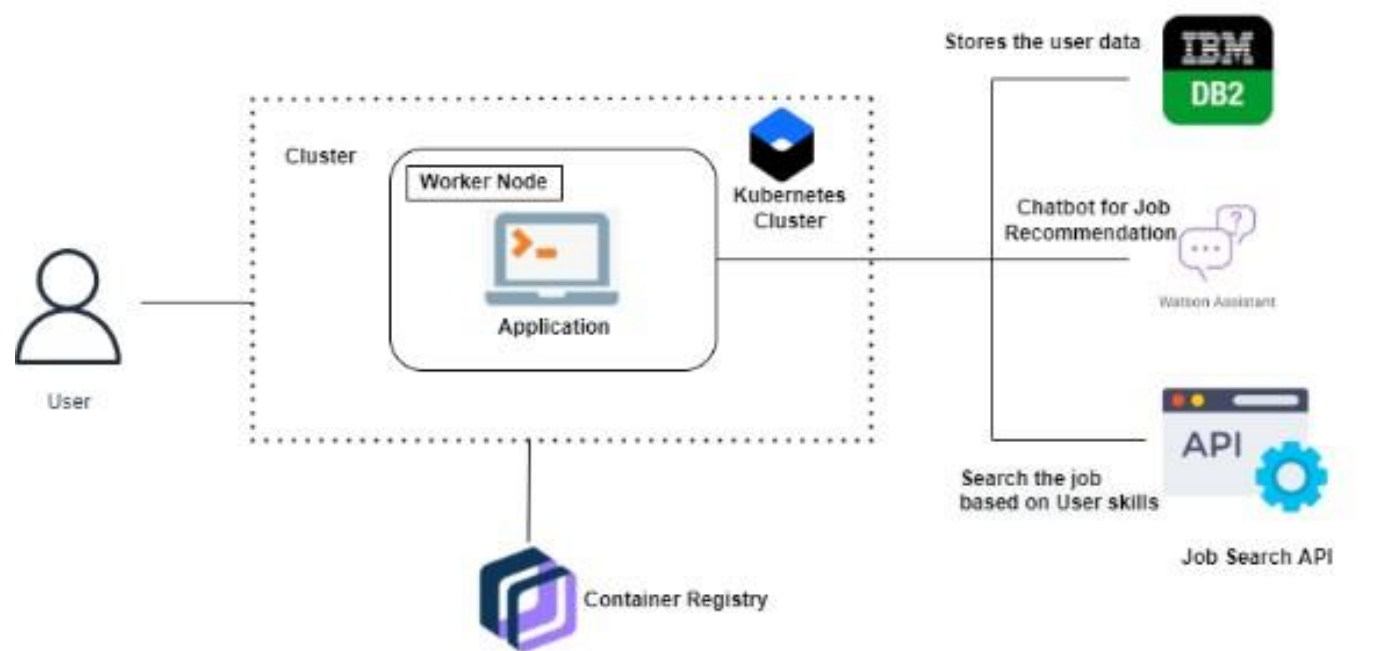 Stores the user data
IBM
DB2
Cluster
Worker Node
Kubernetes
Cluster
Chatbot for Job
Recommendation
?
Watson Assistant
>_
Application
User
API
Search the job
based on User skills
Job Search API
Container Registry